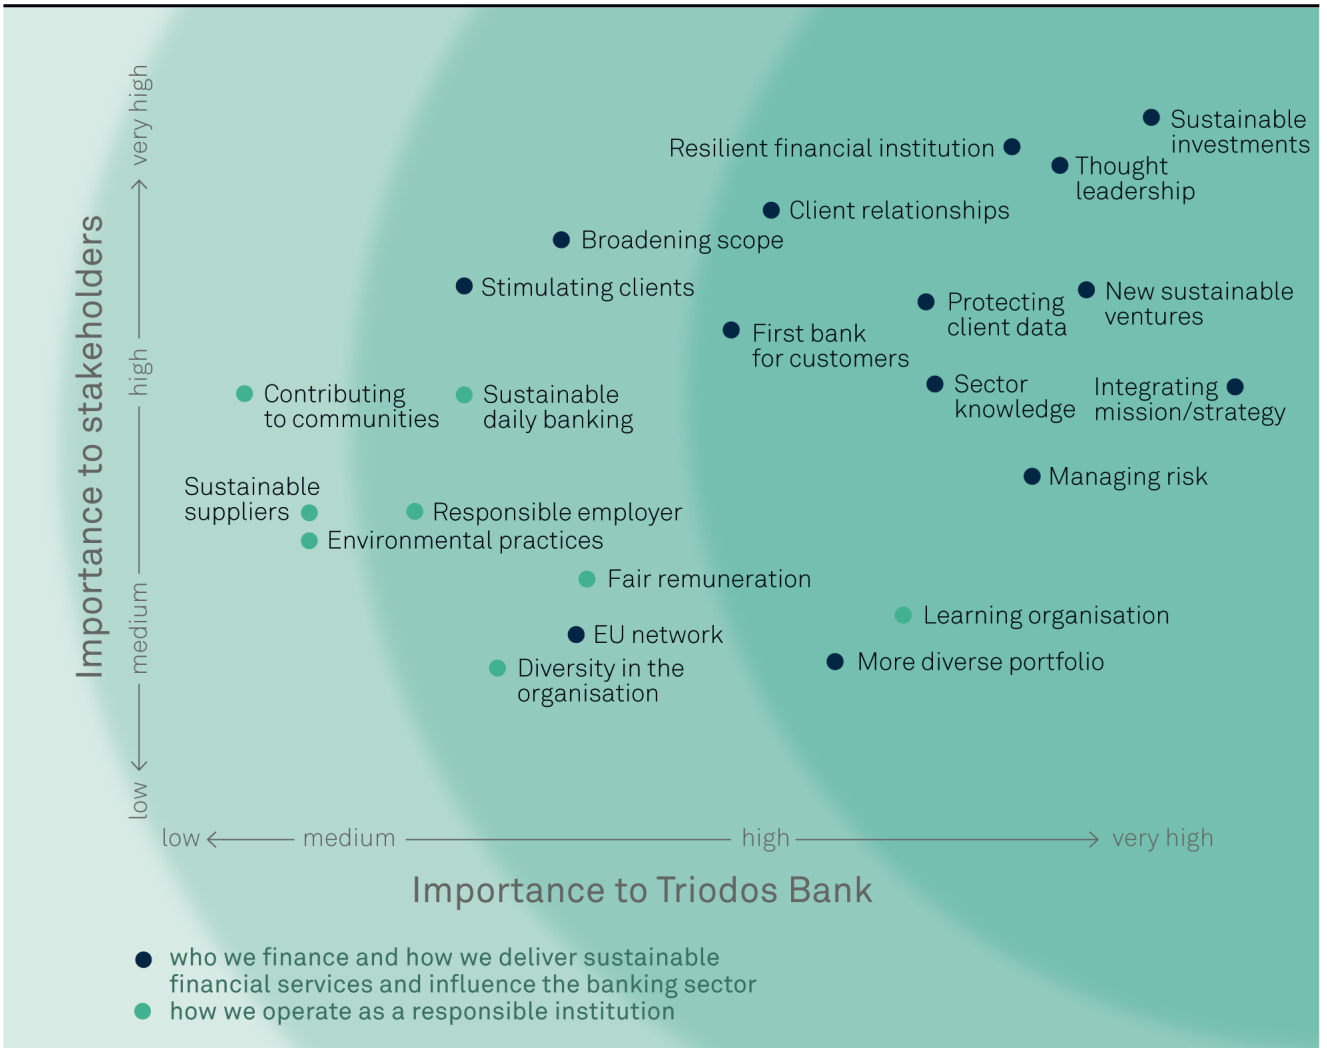 very high
high
medium
low
Importance to stakeholders
Sustainable
investments
Resilient financial institution
Thought
leadership
Client relationships
Broadening scope
Stimulating clients
Protecting
client data
New sustainable
ventures
First bank
for customers
Sector
knowledge
Integrating
mission/strategy
Contributing
to communities
Sustainable
daily banking
Managing risk
Sustainable
suppliers
Responsible employer
Environmental practices
Fair remuneration
Learning organisation
EU network
More diverse portfolio
Diversity in the
organisation
low
medium
high
very high
Importance to Triodos Bank
who we finance and how we deliver sustainable
financial services and influence the banking sector
how we operate as a responsible institution